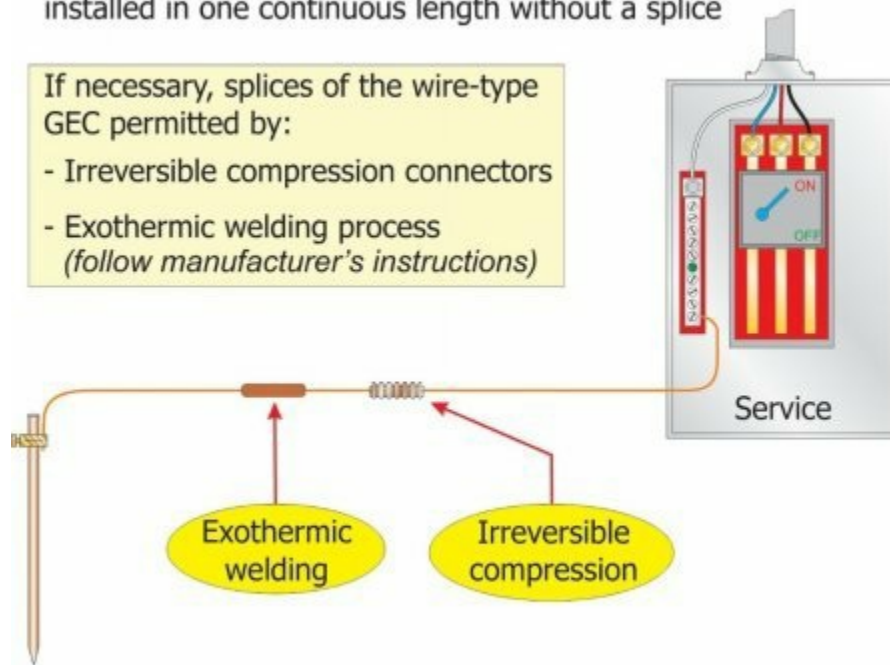 installed in one continuous length without a splice
If necessary, splices of the wire-type
GEC permitted by:
- Irreversible compression connectors
- Exothermic welding process
(follow manufacturer's instructions)
ON
OFF
Service
Exothermic
welding
Irreversible
compression